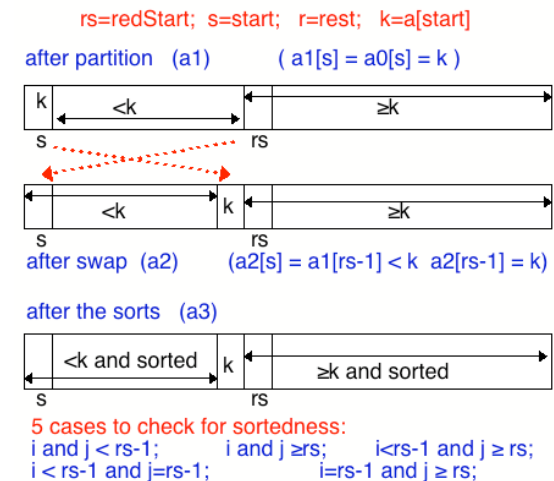 rs=redStart; s=start; r=rest; k=a[start]
after partition (a1) ( a1[s] = a0[s] = k )
k <k ≥k
s rs
<k k ≥k
s rs
after swap (a2) (a2[s] = a1[rs-1] < k a2[rs-1] = k)
after the sorts (a3)
<k and sorted k ≥k and sorted
s rs
5 cases to check for sortedness:
i and j < rs-1; i and j ≥rs; i<rs-1 and j ≥ rs;
i < rs-1 and j=rs-1; i=rs-1 and j ≥ rs;